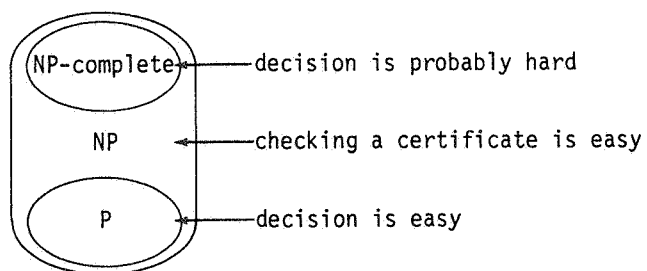 NP-complete decision is probably hard
NP checking a certificate is easy
P decision is easy